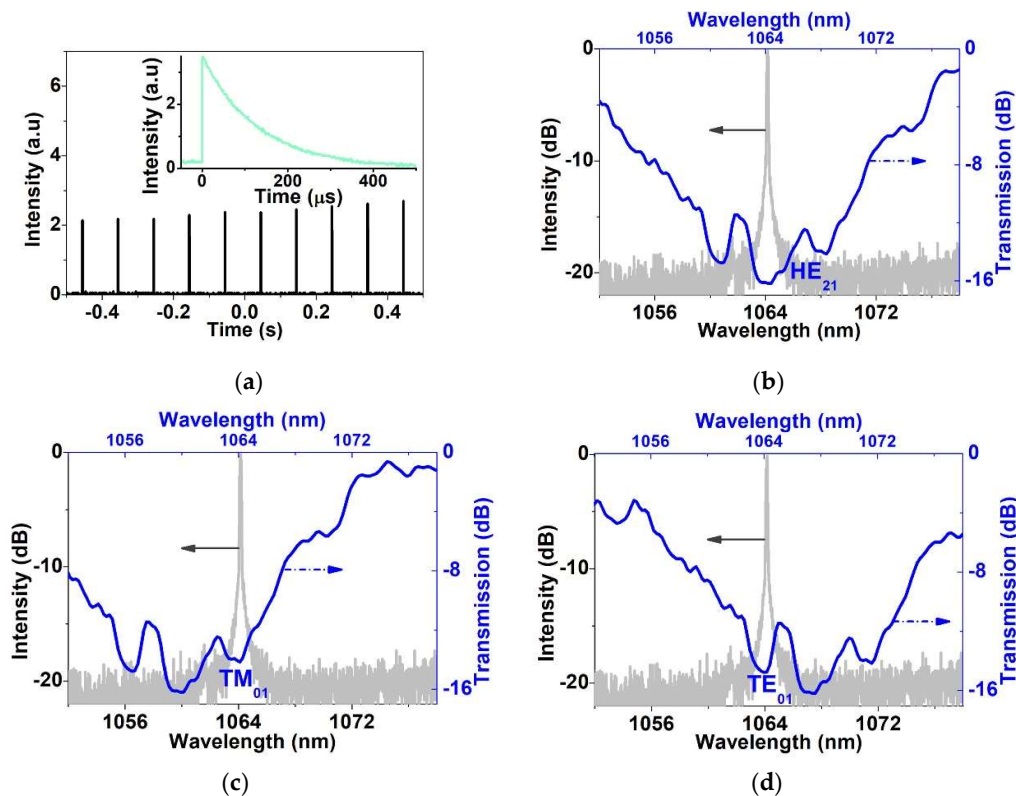 Intensity (a.u)
6
4
2
0
-0.4 -0.2 0.0 0.2 0.4
Time (s)
Intensity (a.u)
2
0
0 200 400
Time (μs)
(a)
Wavelength (nm)
1056 1064 1072
0
-10
-20
Intensity (dB)
0
-8
-16
Transmission (dB)
HE21
1056 1064 1072
Wavelength (nm)
(b)
Wavelength (nm)
1056 1064 1072
0
-10
-20
Intensity (dB)
0
-8
-16
Transmission (dB)
TM01
1056 1064 1072
Wavelength (nm)
(c)
Wavelength (nm)
1056 1064 1072
0
-10
-20
Intensity (dB)
0
-8
-16
Transmission (dB)
TE01
1056 1064 1072
Wavelength (nm)
(d)